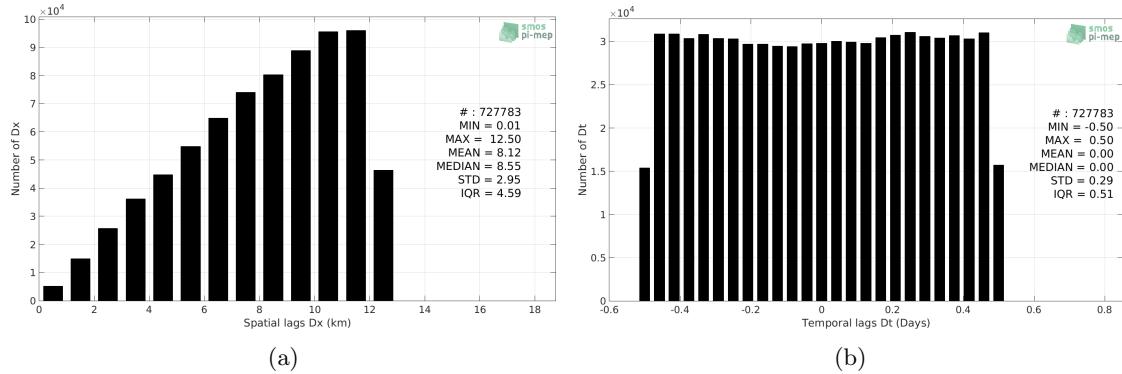 ×10⁴
10
9
8
7
6
5
4
3
2
1
0
Number of Dx
0 2 4 6 8 10 12 14 16 18
Spatial lags Dx (km)
smos
pi-mep
# : 727783
MIN = 0.01
MAX = 12.50
MEAN = 8.12
MEDIAN = 8.55
STD = 2.95
IQR = 4.59
(a)
×10⁴
3
2.5
2
1.5
1
0.5
0
Number of Dt
-0.6 -0.4 -0.2 0 0.2 0.4 0.6 0.8
Temporal lags Dt (Days)
smos
pi-mep
# : 727783
MIN = -0.50
MAX = 0.50
MEAN = 0.00
MEDIAN = 0.00
STD = 0.29
IQR = 0.51
(b)